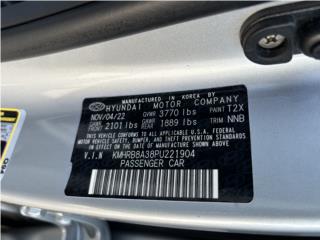 MANUFACTURED IN KOREA BY
HYUNDAI MOTOR COMPANY
NOV/04/22 GVWR 3770 lbs PAINT T2X
GAWR FRONT 2101 lbs GAWR REAR 1889 lbs TRIM NNB
THIS VEHICLE CONFORMS TO ALL APPLICABLE
U.S. FEDERAL MOTOR VEHICLE SAFETY, BUMPER,
AND THEFT PREVENTION STANDARDS IN EFFECT ON THE
DATE OF MANUFACTURE SHOWN ABOVE.
V.I.N KMHRB8A38PU221904
PASSENGER CAR